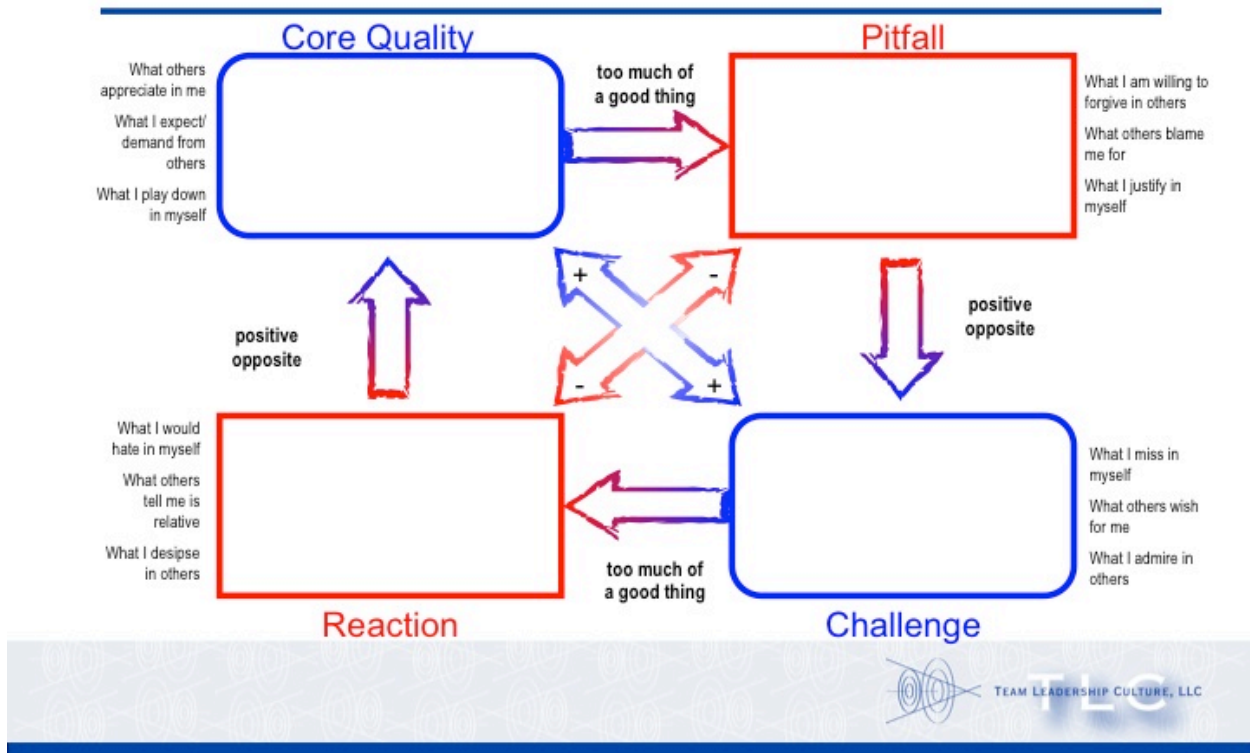 Core Quality
Pitfall
What others
appreciate in me
What I expect/
demand from
others
What I play down
in myself
too much of
a good thing
What I am willing to
forgive in others
What others blame
me for
What I justify in
myself
+
-
-
+
positive
opposite
positive
opposite
What I would
hate in myself
What others
tell me is
relative
What I desipse
in others
too much of
a good thing
What I miss in
myself
What others wish
for me
What I admire in
others
Reaction
Challenge
TEAM LEADERSHIP CULTURE, LLC
TLC